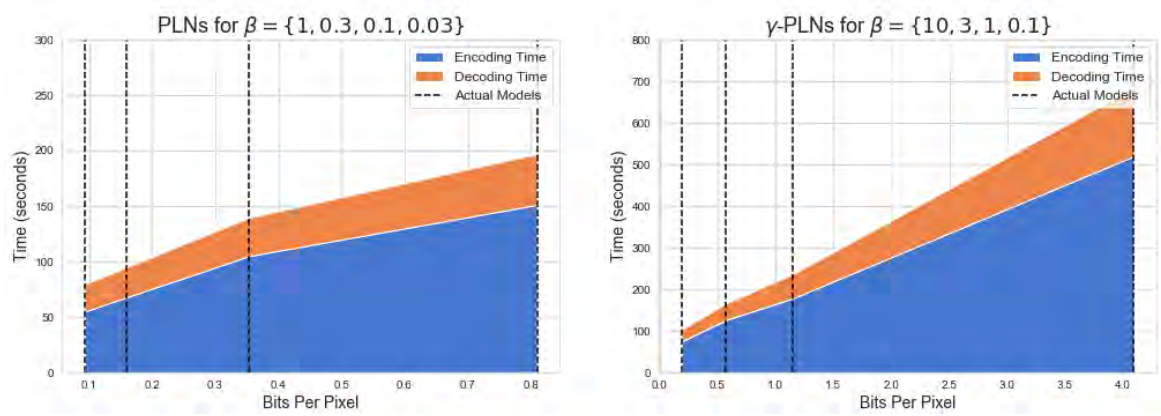 PLNs for β = {1, 0.3, 0.1, 0.03}
300
250
200
150
100
50
0
Time (seconds)
Encoding Time
Decoding Time
Actual Models
0.1 0.2 0.3 0.4 0.5 0.6 0.7 0.8
Bits Per Pixel
γ-PLNs for β = {10, 3, 1, 0.1}
800
700
600
500
400
300
200
100
0
Time (seconds)
Encoding Time
Decoding Time
Actual Models
0.0 0.5 1.0 1.5 2.0 2.5 3.0 3.5 4.0
Bits Per Pixel